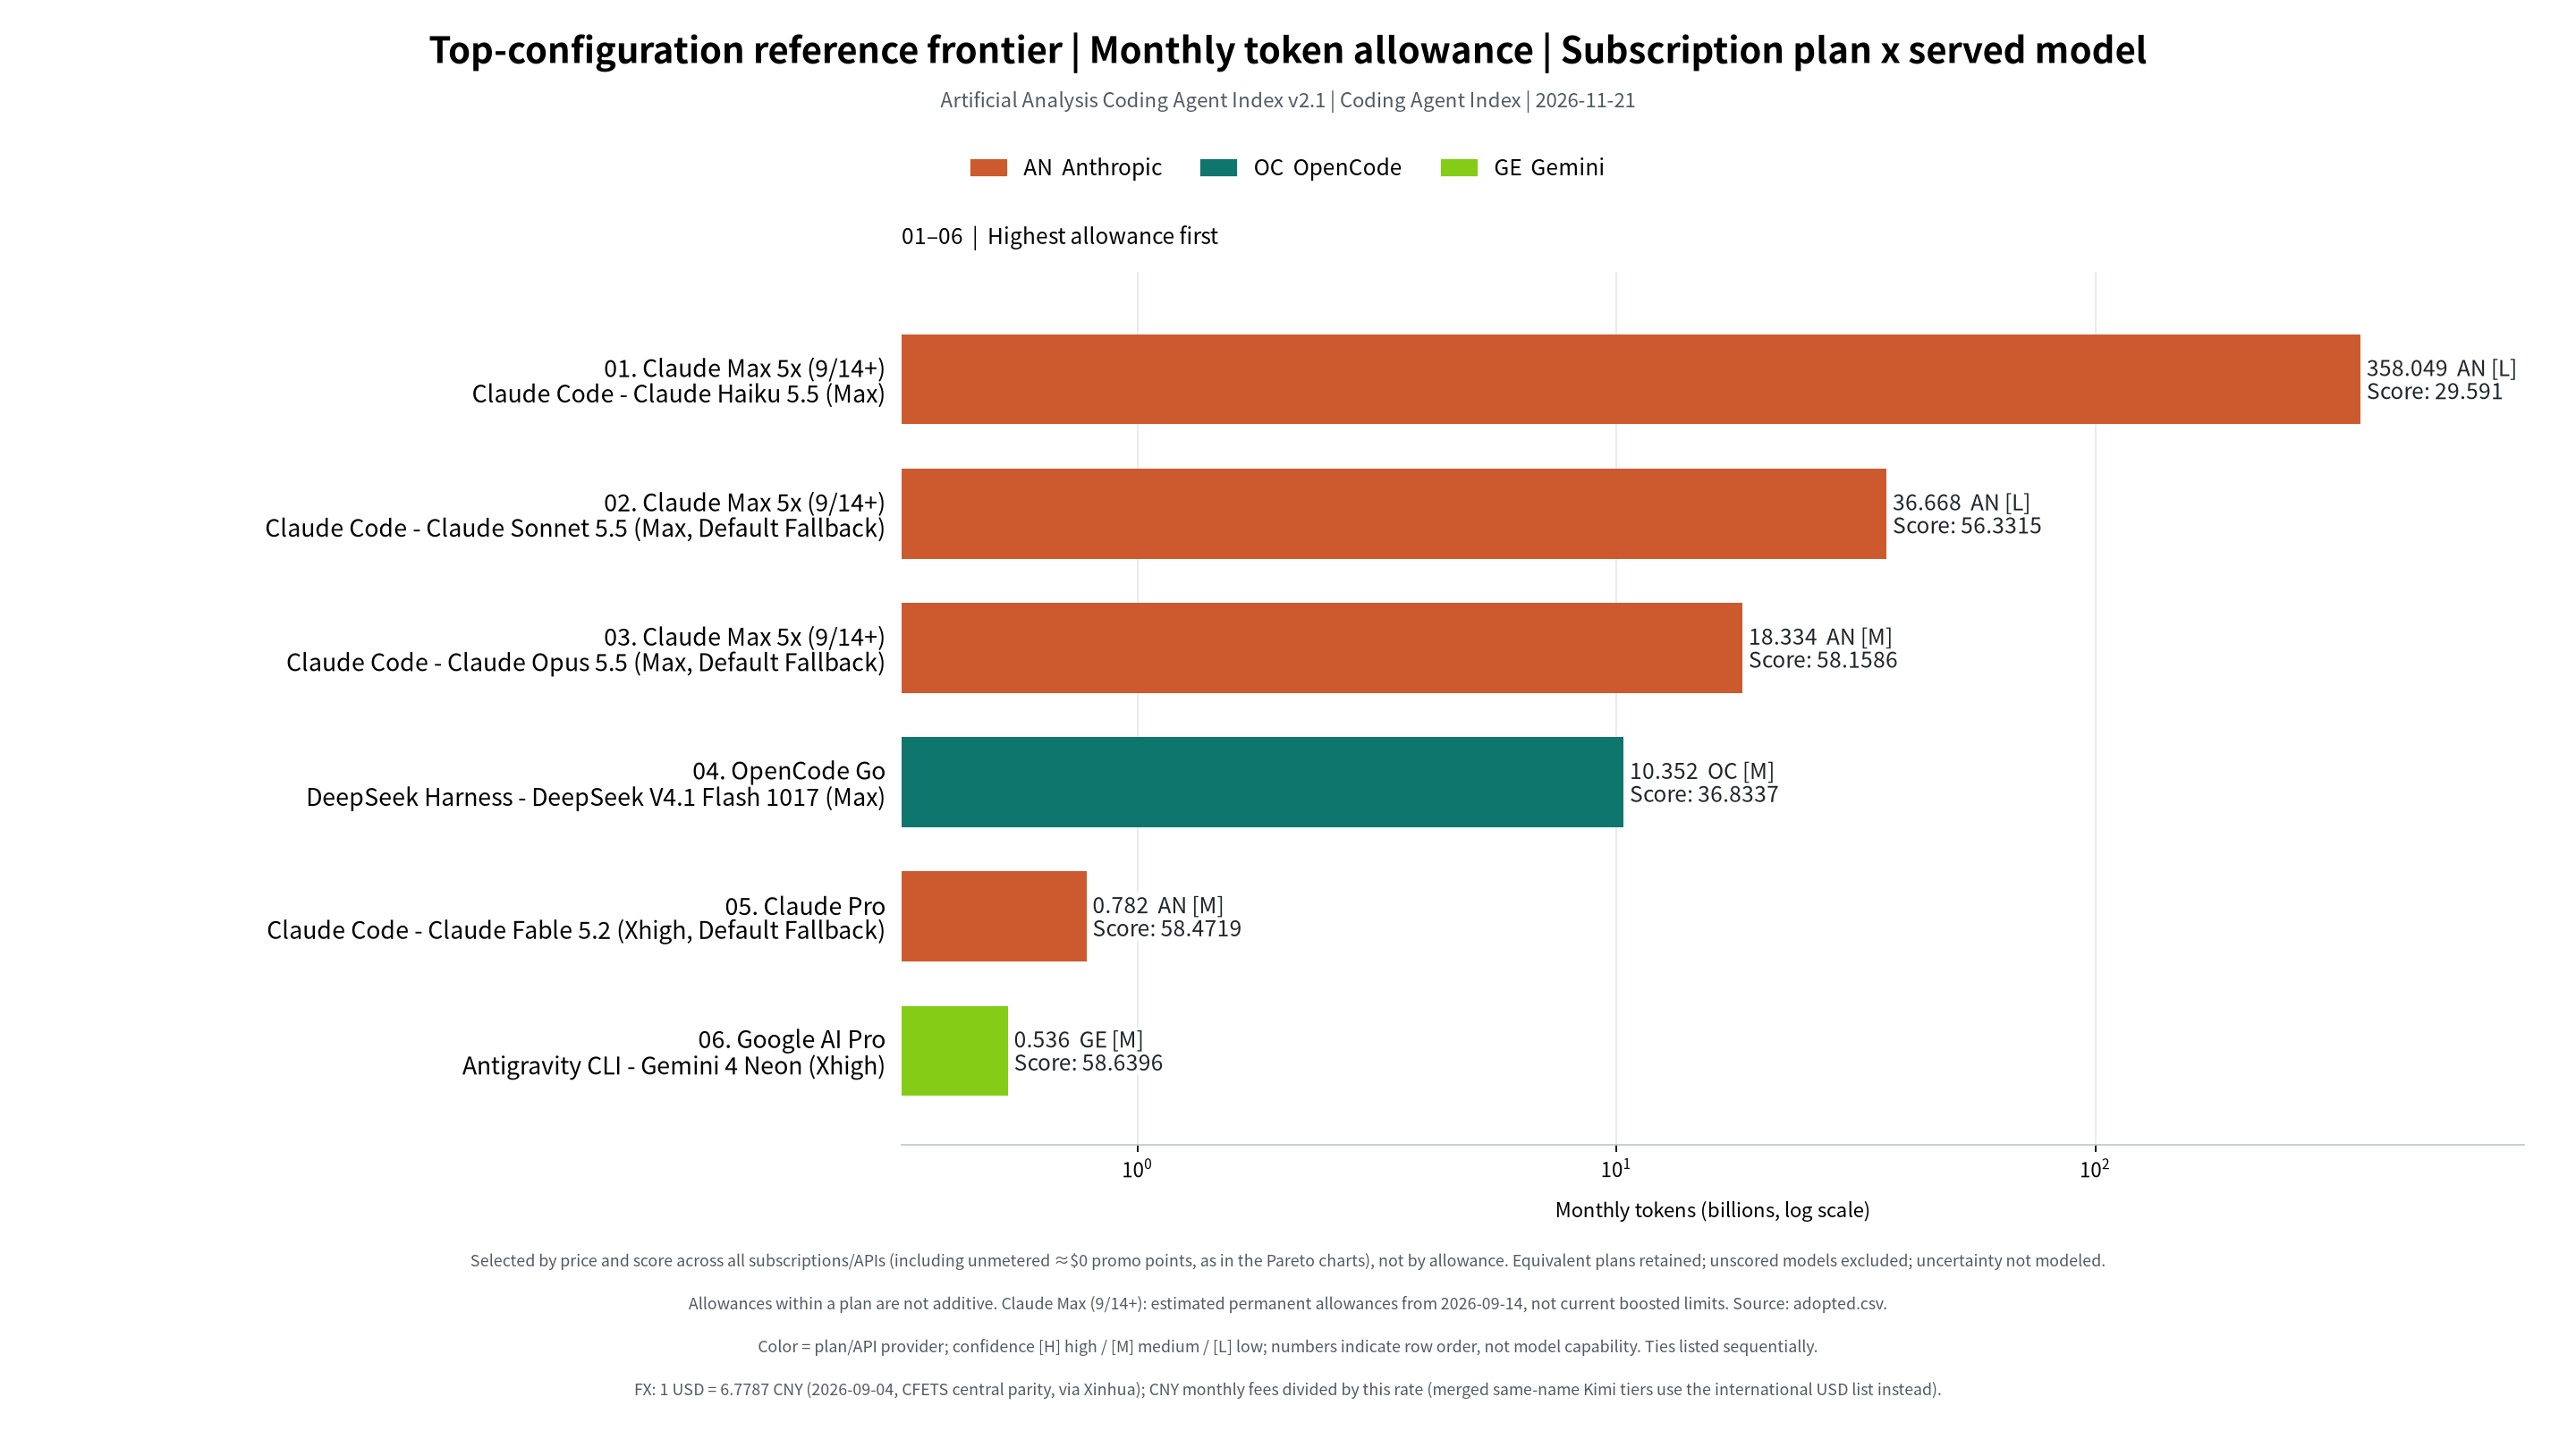 Top-configuration reference frontier | Monthly token allowance | Subscription plan x served model
Artificial Analysis Coding Agent Index v2.1 | Coding Agent Index | 2026-11-21
AN Anthropic
OC OpenCode
GE Gemini
01–06 | Highest allowance first
01. Claude Max 5x (9/14+)
Claude Code - Claude Haiku 5.5 (Max)
358.049 AN [L]
Score: 29.591
02. Claude Max 5x (9/14+)
Claude Code - Claude Sonnet 5.5 (Max, Default Fallback)
36.668 AN [L]
Score: 56.3315
03. Claude Max 5x (9/14+)
Claude Code - Claude Opus 5.5 (Max, Default Fallback)
18.334 AN [M]
Score: 58.1586
04. OpenCode Go
DeepSeek Harness - DeepSeek V4.1 Flash 1017 (Max)
10.352 OC [M]
Score: 36.8337
05. Claude Pro
Claude Code - Claude Fable 5.2 (Xhigh, Default Fallback)
0.782 AN [M]
Score: 58.4719
06. Google AI Pro
Antigravity CLI - Gemini 4 Neon (Xhigh)
0.536 GE [M]
Score: 58.6396
10⁰
10¹
10²
Monthly tokens (billions, log scale)
Selected by price and score across all subscriptions/APIs (including unmetered ≈$0 promo points, as in the Pareto charts), not by allowance. Equivalent plans retained; unscored models excluded; uncertainty not modeled.
Allowances within a plan are not additive. Claude Max (9/14+): estimated permanent allowances from 2026-09-14, not current boosted limits. Source: adopted.csv.
Color = plan/API provider; confidence [H] high / [M] medium / [L] low; numbers indicate row order, not model capability. Ties listed sequentially.
FX: 1 USD = 6.7787 CNY (2026-09-04, CFETS central parity, via Xinhua); CNY monthly fees divided by this rate (merged same-name Kimi tiers use the international USD list instead).